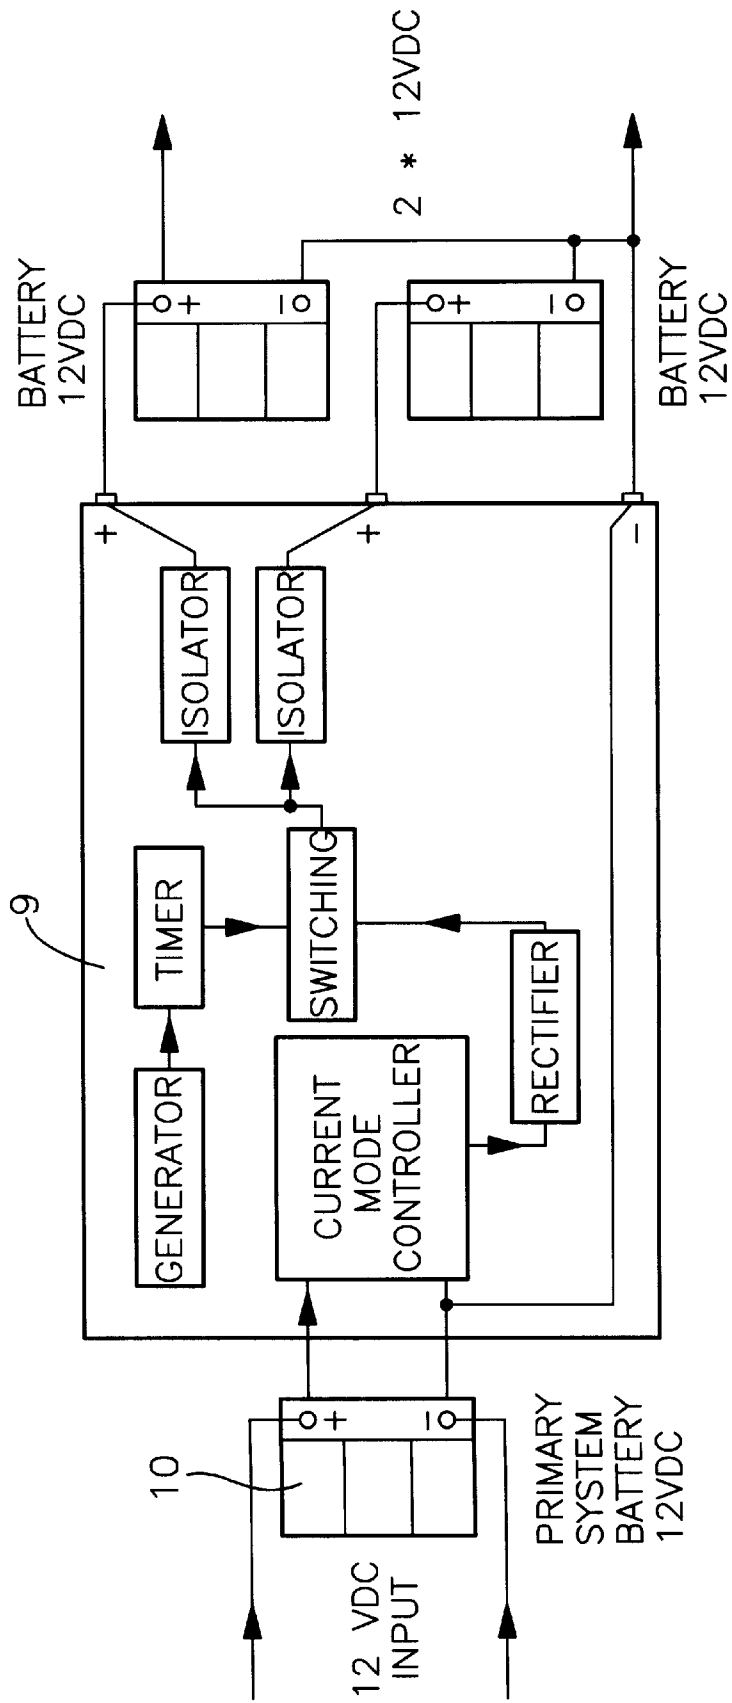 12 VDC
INPUT
10
+
−
PRIMARY
SYSTEM
BATTERY
12VDC
9
GENERATOR
TIMER
CURRENT
MODE
CONTROLLER
SWITCHING
RECTIFIER
ISOLATOR
ISOLATOR
+
+
−
BATTERY
12VDC
+
−
+
−
BATTERY
12VDC
2 * 12VDC